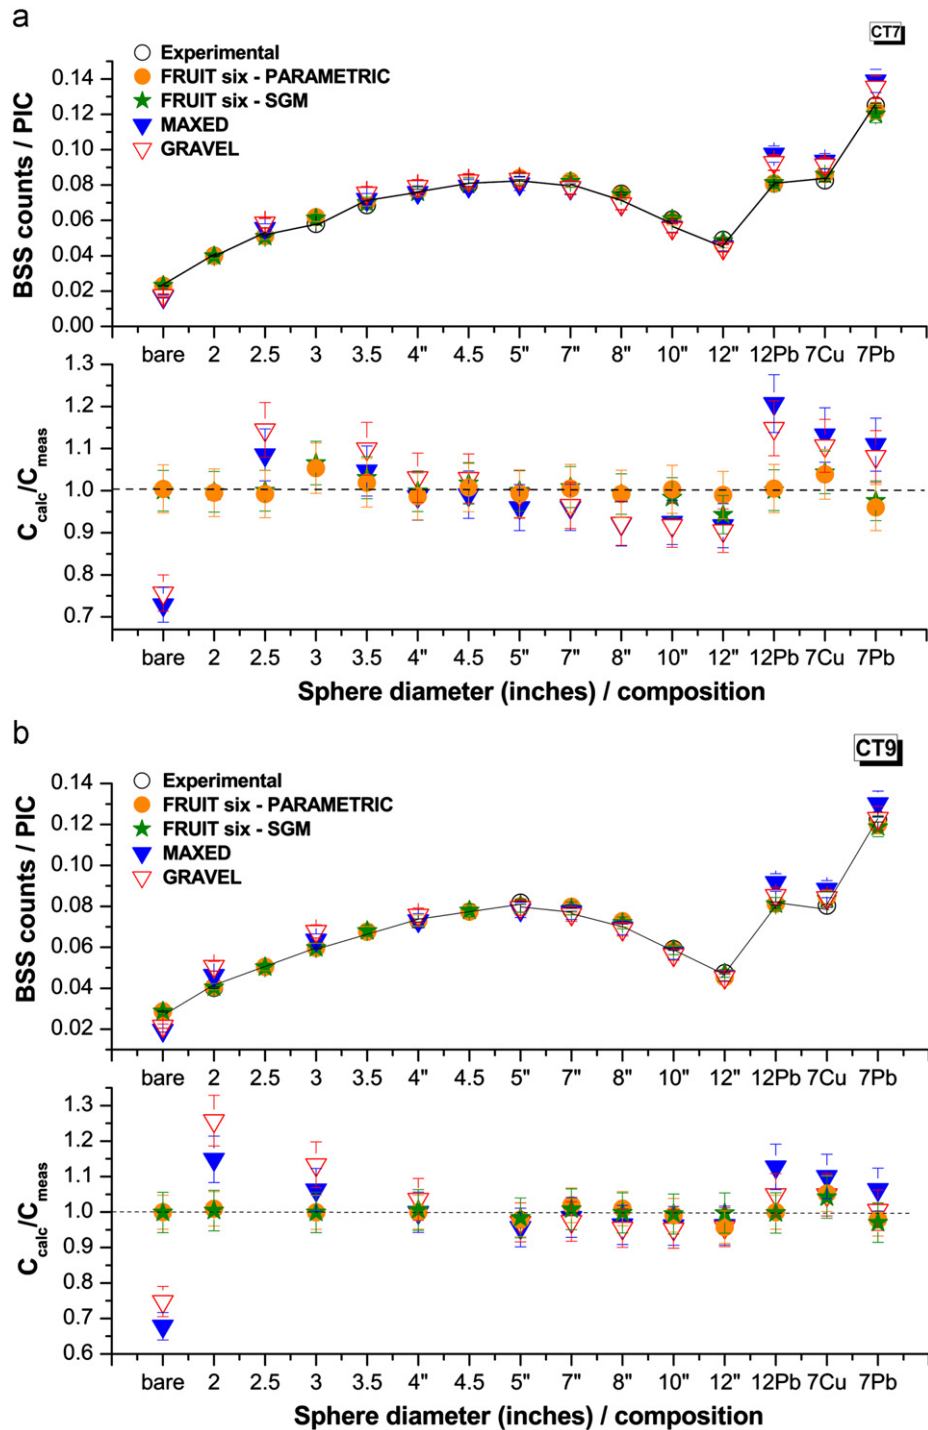 a
CT7
Experimental
FRUIT six - PARAMETRIC
FRUIT six - SGM
MAXED
GRAVEL
BSS counts / PIC
0.14
0.12
0.10
0.08
0.06
0.04
0.02
0.00
bare 2 2.5 3 3.5 4" 4.5 5" 7" 8" 10" 12" 12Pb 7Cu 7Pb
Ccalc/Cmeas
1.3
1.2
1.1
1.0
0.9
0.8
0.7
bare 2 2.5 3 3.5 4" 4.5 5" 7" 8" 10" 12" 12Pb 7Cu 7Pb
Sphere diameter (inches) / composition
b
CT9
Experimental
FRUIT six - PARAMETRIC
FRUIT six - SGM
MAXED
GRAVEL
BSS counts / PIC
0.14
0.12
0.10
0.08
0.06
0.04
0.02
bare 2 2.5 3 3.5 4" 4.5 5" 7" 8" 10" 12" 12Pb 7Cu 7Pb
Ccalc/Cmeas
1.3
1.2
1.1
1.0
0.9
0.8
0.7
0.6
bare 2 2.5 3 3.5 4" 4.5 5" 7" 8" 10" 12" 12Pb 7Cu 7Pb
Sphere diameter (inches) / composition